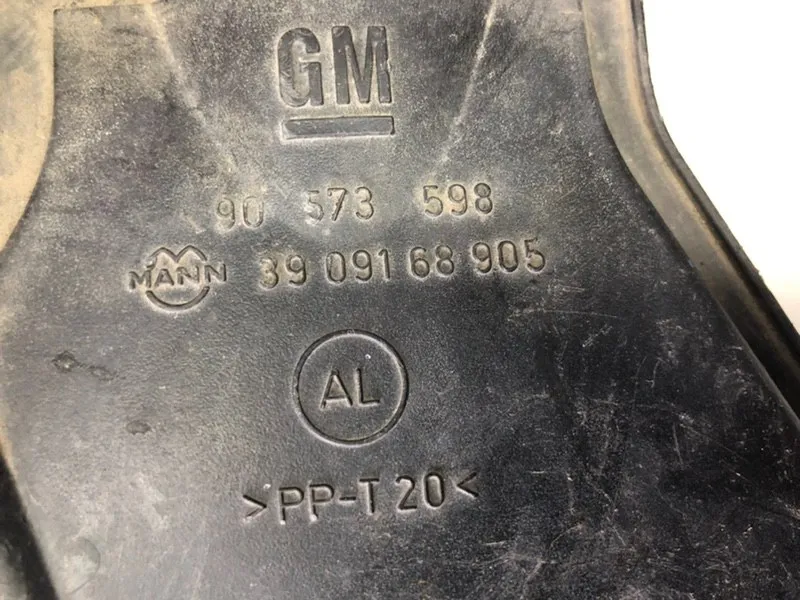 GM
90 573 598
MANN 39 091 68 905
AL
>PP-T 20<